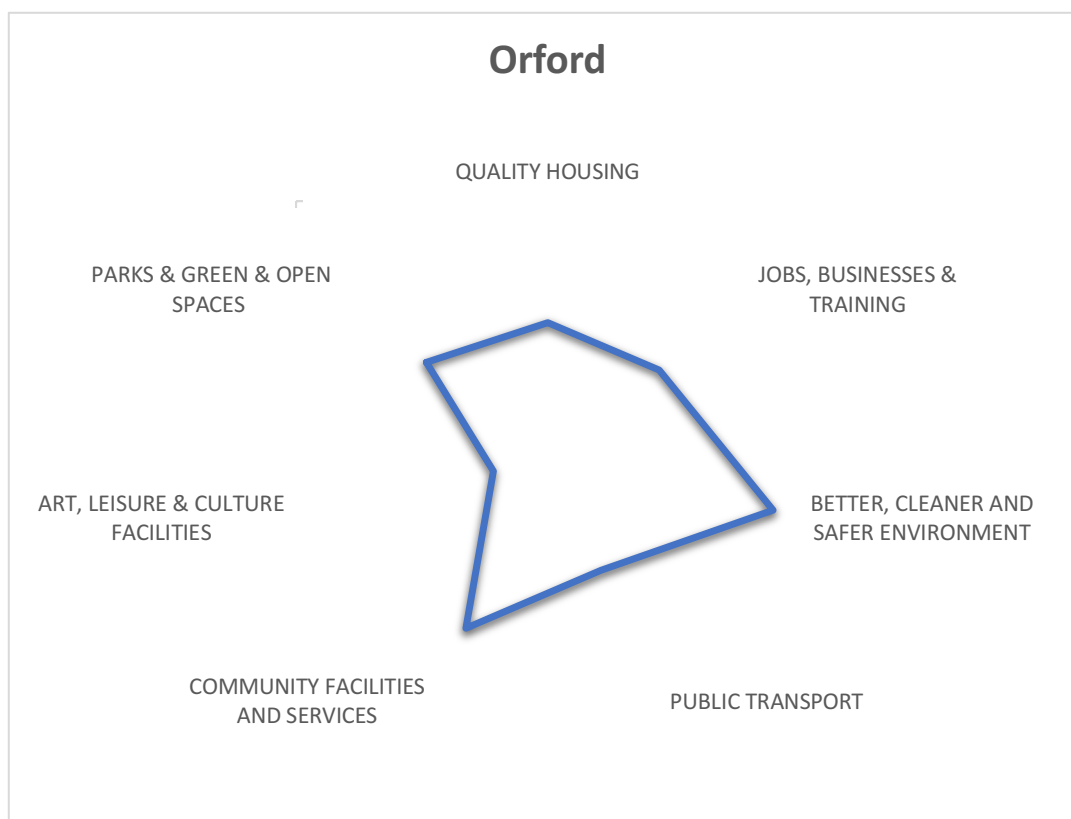 Orford
QUALITY HOUSING
JOBS, BUSINESSES &
TRAINING
BETTER, CLEANER AND
SAFER ENVIRONMENT
PUBLIC TRANSPORT
COMMUNITY FACILITIES
AND SERVICES
ART, LEISURE & CULTURE
FACILITIES
PARKS & GREEN & OPEN
SPACES